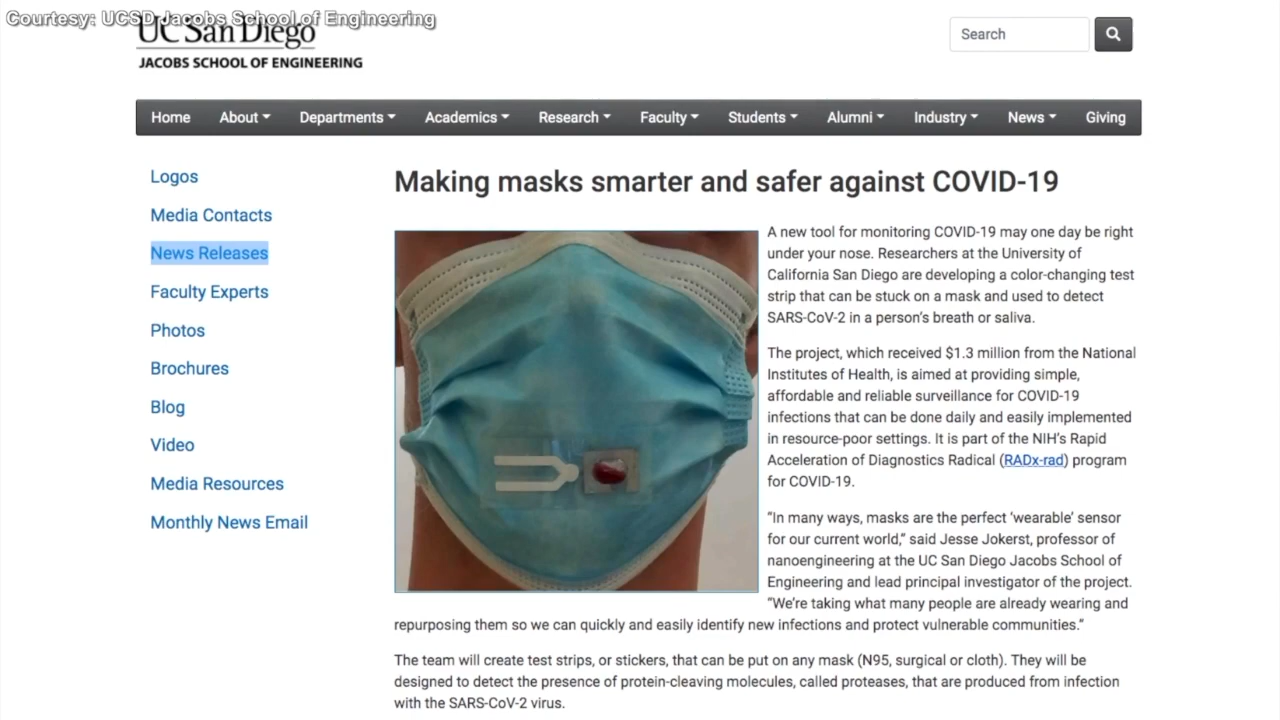 Courtesy: UCSD Jacobs School of Engineering
UC San Diego
JACOBS SCHOOL OF ENGINEERING
Search
Home About Departments Academics Research Faculty Students Alumni Industry News Giving
Logos
Media Contacts
News Releases
Faculty Experts
Photos
Brochures
Blog
Video
Media Resources
Monthly News Email
Making masks smarter and safer against COVID-19
A new tool for monitoring COVID-19 may one day be right
under your nose. Researchers at the University of
California San Diego are developing a color-changing test
strip that can be stuck on a mask and used to detect
SARS-CoV-2 in a person's breath or saliva.
The project, which received $1.3 million from the National
Institutes of Health, is aimed at providing simple,
affordable and reliable surveillance for COVID-19
infections that can be done daily and easily implemented
in resource-poor settings. It is part of the NIH's Rapid
Acceleration of Diagnostics Radical (RADx-rad) program
for COVID-19.
“In many ways, masks are the perfect ‘wearable’ sensor
for our current world,” said Jesse Jokerst, professor of
nanoengineering at the UC San Diego Jacobs School of
Engineering and lead principal investigator of the project.
“We’re taking what many people are already wearing and
repurposing them so we can quickly and easily identify new infections and protect vulnerable communities.”
The team will create test strips, or stickers, that can be put on any mask (N95, surgical or cloth). They will be
designed to detect the presence of protein-cleaving molecules, called proteases, that are produced from infection
with the SARS-CoV-2 virus.